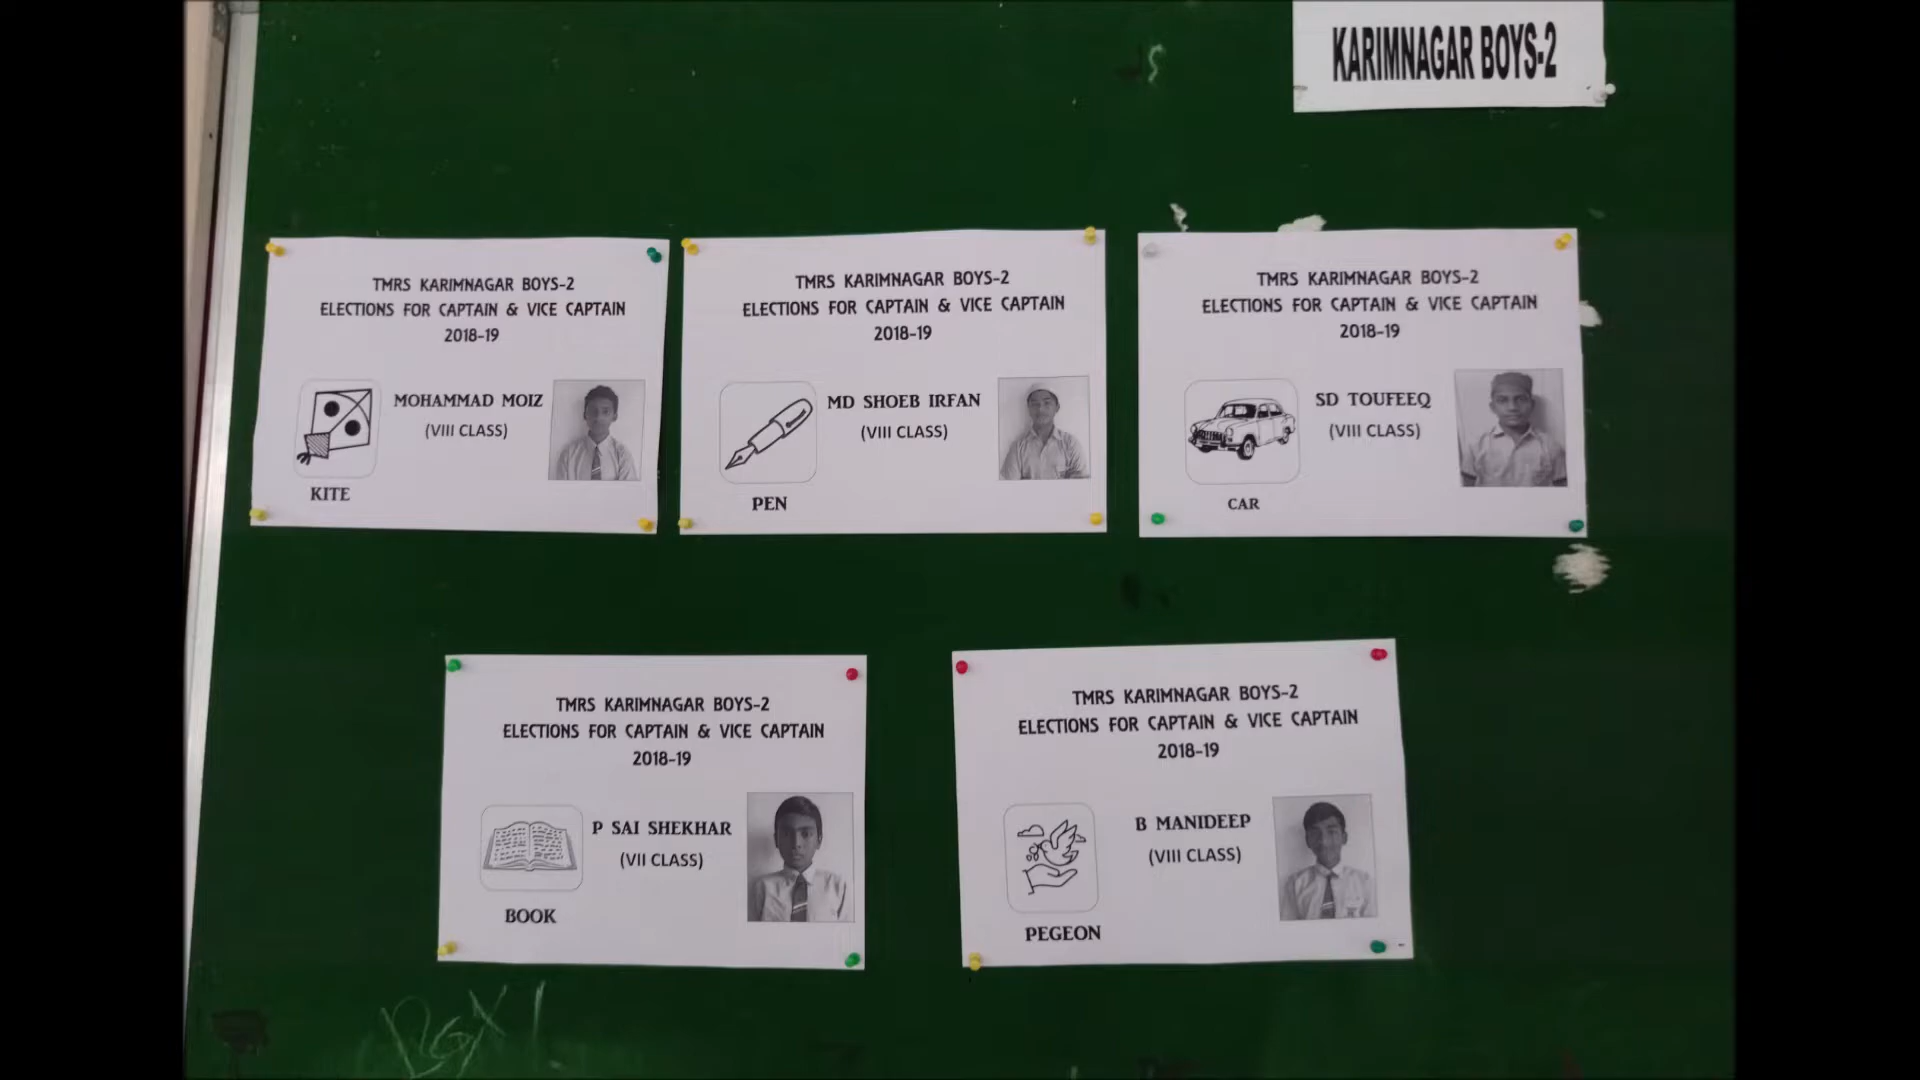 KARIMNAGAR BOYS-2
TMRS KARIMNAGAR BOYS-2
ELECTIONS FOR CAPTAIN & VICE CAPTAIN
2018-19
MOHAMMAD MOIZ
(VIII CLASS)
KITE
TMRS KARIMNAGAR BOYS-2
ELECTIONS FOR CAPTAIN & VICE CAPTAIN
2018-19
MD SHOEB IRFAN
(VIII CLASS)
PEN
TMRS KARIMNAGAR BOYS-2
ELECTIONS FOR CAPTAIN & VICE CAPTAIN
2018-19
SD TOUFEEQ
(VIII CLASS)
CAR
TMRS KARIMNAGAR BOYS-2
ELECTIONS FOR CAPTAIN & VICE CAPTAIN
2018-19
P SAI SHEKHAR
(VII CLASS)
BOOK
TMRS KARIMNAGAR BOYS-2
ELECTIONS FOR CAPTAIN & VICE CAPTAIN
2018-19
B MANIDEEP
(VIII CLASS)
PEGEON